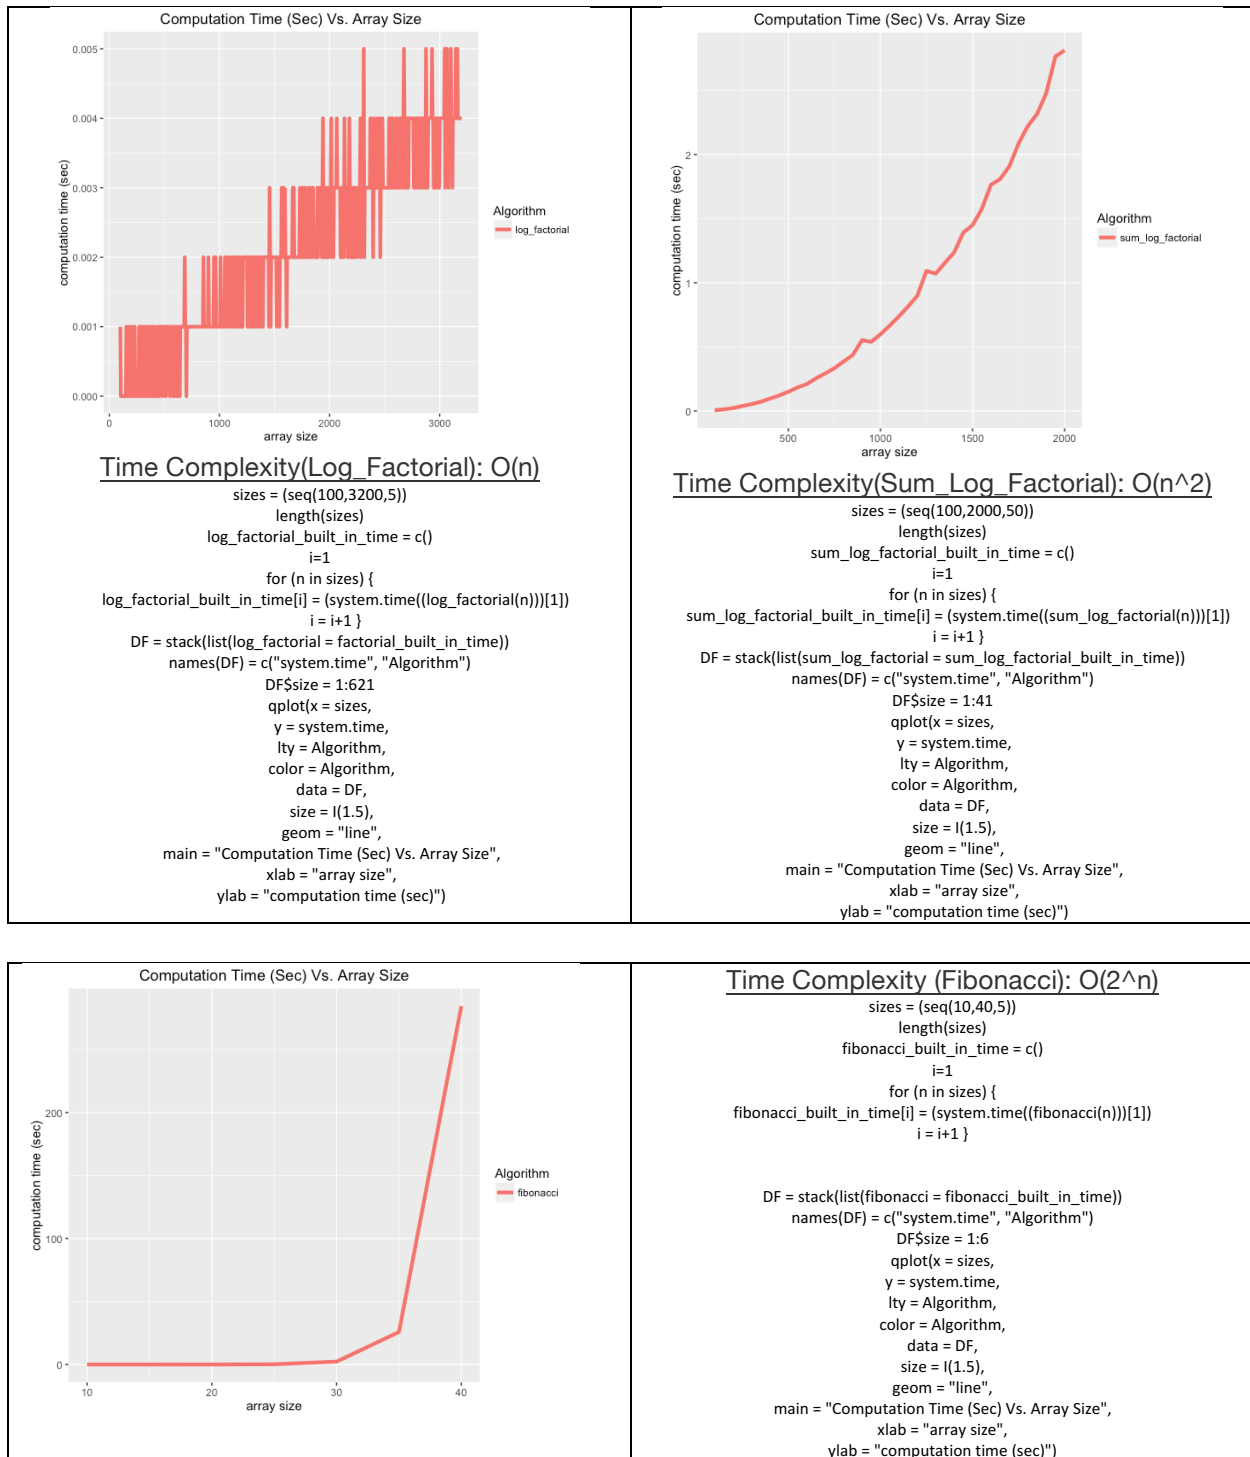 Computation Time (Sec) Vs. Array Size
0.005
0.004
0.003
0.002
0.001
0.000
computation time (sec)
0
1000
2000
3000
array size
Algorithm
log_factorial
Time Complexity(Log_Factorial): O(n)
sizes = (seq(100,3200,5))
length(sizes)
log_factorial_built_in_time = c()
i=1
for (n in sizes) {
log_factorial_built_in_time[i] = (system.time((log_factorial(n)))[1])
i = i+1 }
DF = stack(list(log_factorial = factorial_built_in_time))
names(DF) = c("system.time", "Algorithm")
DF$size = 1:621
qplot(x = sizes,
y = system.time,
lty = Algorithm,
color = Algorithm,
data = DF,
size = I(1.5),
geom = "line",
main = "Computation Time (Sec) Vs. Array Size",
xlab = "array size",
ylab = "computation time (sec)")
Computation Time (Sec) Vs. Array Size
2
1
0
computation time (sec)
500
1000
1500
2000
array size
Algorithm
sum_log_factorial
Time Complexity(Sum_Log_Factorial): O(n^2)
sizes = (seq(100,2000,50))
length(sizes)
sum_log_factorial_built_in_time = c()
i=1
for (n in sizes) {
sum_log_factorial_built_in_time[i] = (system.time((sum_log_factorial(n)))[1])
i = i+1 }
DF = stack(list(sum_log_factorial = sum_log_factorial_built_in_time))
names(DF) = c("system.time", "Algorithm")
DF$size = 1:41
qplot(x = sizes,
y = system.time,
lty = Algorithm,
color = Algorithm,
data = DF,
size = I(1.5),
geom = "line",
main = "Computation Time (Sec) Vs. Array Size",
xlab = "array size",
ylab = "computation time (sec)")
Computation Time (Sec) Vs. Array Size
200
100
0
computation time (sec)
10
20
30
40
array size
Algorithm
fibonacci
Time Complexity (Fibonacci): O(2^n)
sizes = (seq(10,40,5))
length(sizes)
fibonacci_built_in_time = c()
i=1
for (n in sizes) {
fibonacci_built_in_time[i] = (system.time((fibonacci(n)))[1])
i = i+1 }
DF = stack(list(fibonacci = fibonacci_built_in_time))
names(DF) = c("system.time", "Algorithm")
DF$size = 1:6
qplot(x = sizes,
y = system.time,
lty = Algorithm,
color = Algorithm,
data = DF,
size = I(1.5),
geom = "line",
main = "Computation Time (Sec) Vs. Array Size",
xlab = "array size",
ylab = "computation time (sec)")